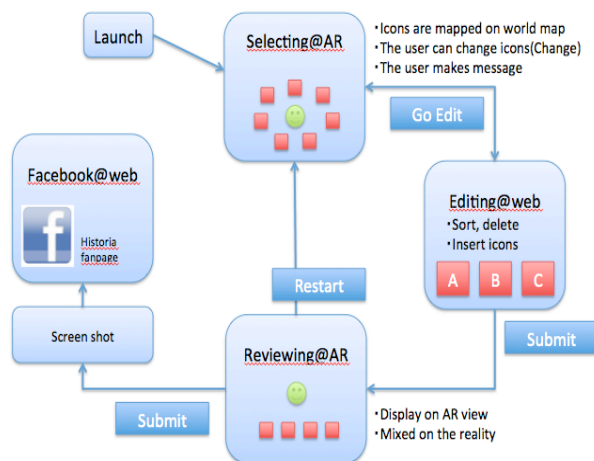 Launch
Selecting@AR
• Icons are mapped on world map
• The user can change icons(Change)
• The user makes message
Go Edit
Facebook@web
f
Historia
fanpage
Editing@web
• Sort, delete
• Insert icons
A B C
Restart
Screen shot
Reviewing@AR
Submit
Submit
• Display on AR view
• Mixed on the reality